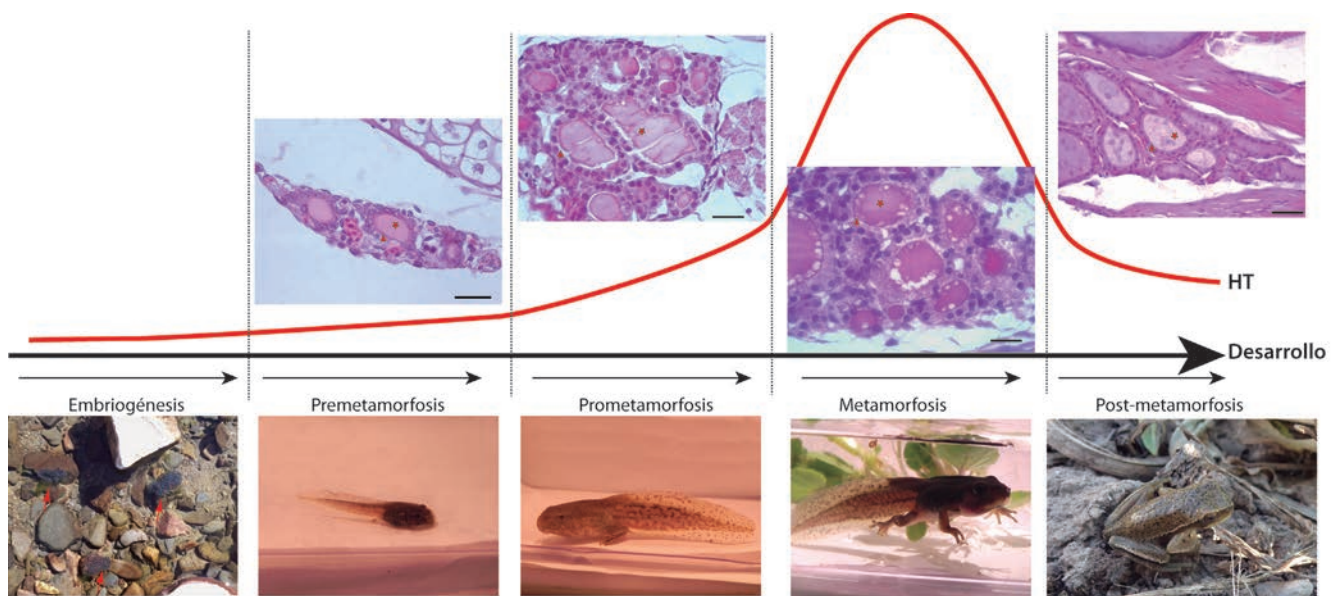 HT
Desarrollo
Embriogénesis
Premetamorfosis
Prometamorfosis
Metamorfosis
Post-metamorfosis